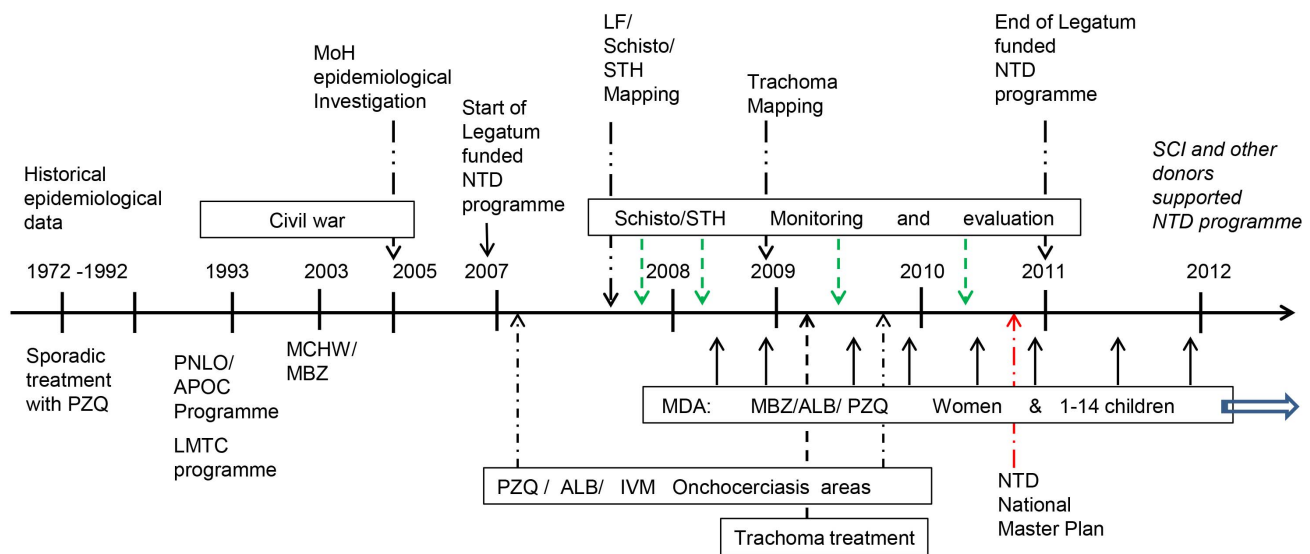 MoH
epidemiological
Investigation
LF/
Schisto/
STH
Mapping
Trachoma
Mapping
End of Legatum
funded
NTD
programme
Start of
Legatum
funded
NTD
programme
Historical
epidemiological
data
SCI and other
donors
supported
NTD programme
Civil war
Schisto/STH Monitoring and evaluation
1972 -1992 1993 2003 2005 2007 2008 2009 2010 2011 2012
Sporadic
treatment
with PZQ
PNLO/
APOC
Programme
LMTC
programme
MCHW/
MBZ
MDA: MBZ/ALB/ PZQ Women & 1-14 children
PZQ / ALB/ IVM Onchocerciasis areas
NTD
National
Master Plan
Trachoma treatment